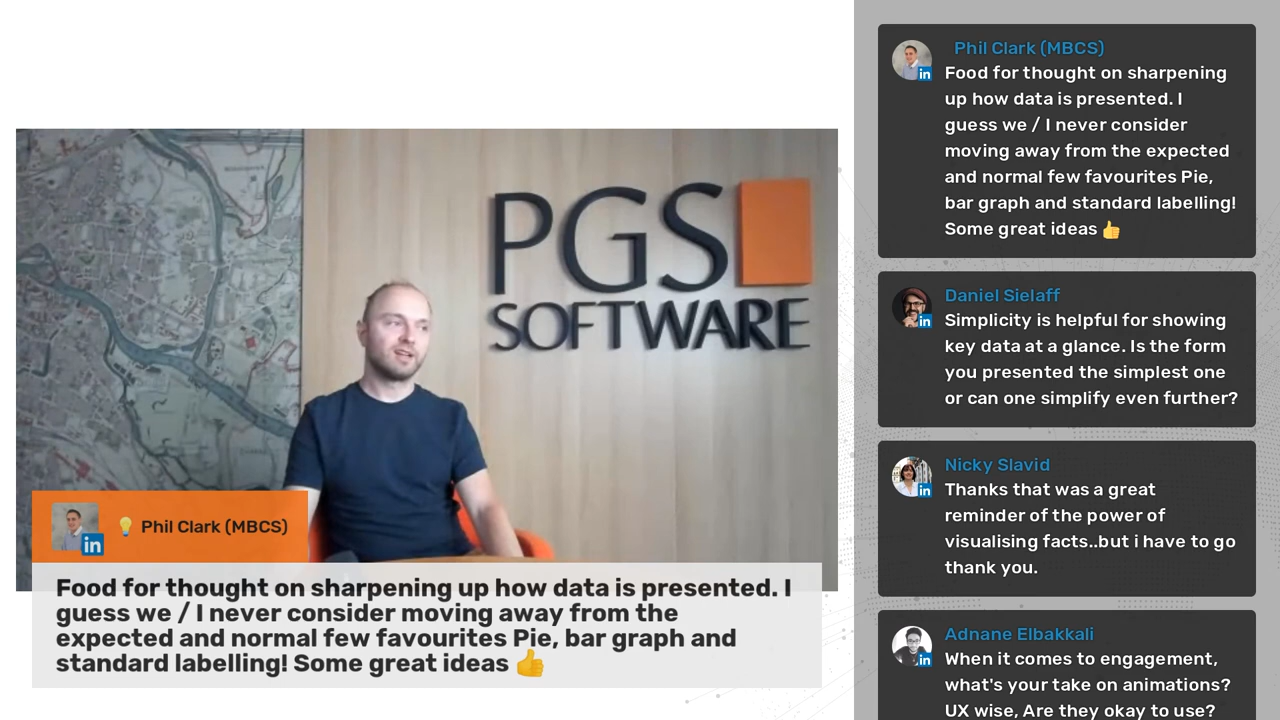 PGS
SOFTWARE
Phil Clark (MBCS)
Food for thought on sharpening up how data is presented. I
guess we / I never consider moving away from the
expected and normal few favourites Pie, bar graph and
standard labelling! Some great ideas 👍
Phil Clark (MBCS)
Food for thought on sharpening
up how data is presented. I
guess we / I never consider
moving away from the expected
and normal few favourites Pie,
bar graph and standard labelling!
Some great ideas 👍
Daniel Sielaff
Simplicity is helpful for showing
key data at a glance. Is the form
you presented the simplest one
or can one simplify even further?
Nicky Slavid
Thanks that was a great
reminder of the power of
visualising facts..but i have to go
thank you.
Adnane Elbakkali
When it comes to engagement,
what's your take on animations?
UX wise, Are they okay to use?